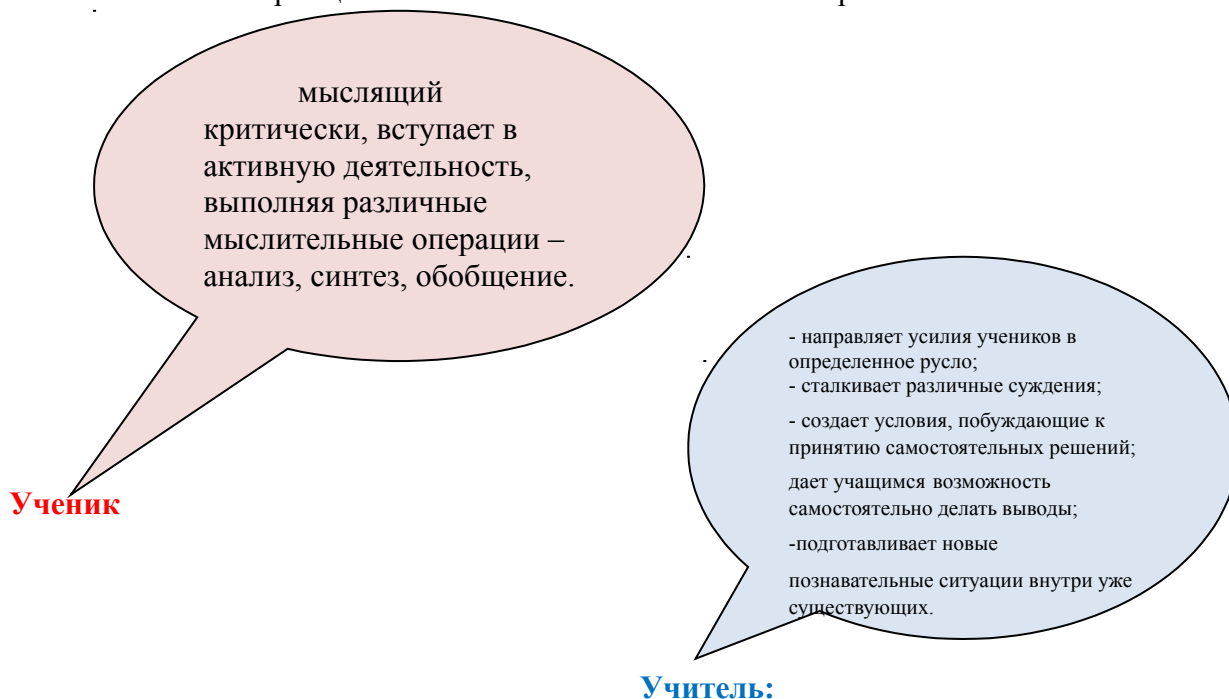 мыслящий
критически, вступает в
активную деятельность,
выполняя различные
мыслительные операции –
анализ, синтез, обобщение.
Ученик
- направляет усилия учеников в
определенное русло;
- сталкивает различные суждения;
- создает условия, побуждающие к
принятию самостоятельных решений;
дает учащимся возможность
самостоятельно делать выводы;
-подготавливает новые
познавательные ситуации внутри уже
существующих.
Учитель: